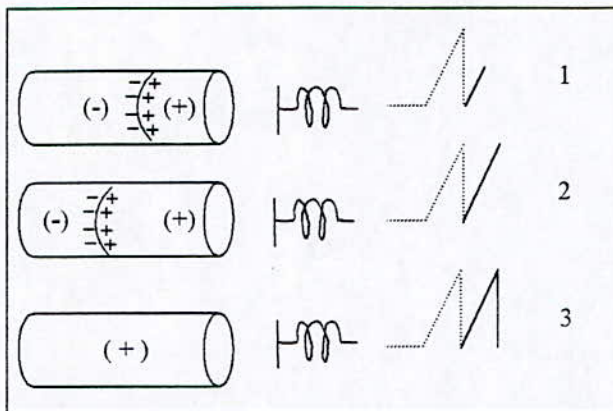 (-) − + − + − + − + (+) 1
(-) − + − + − + − + (+) 2
(+) 3